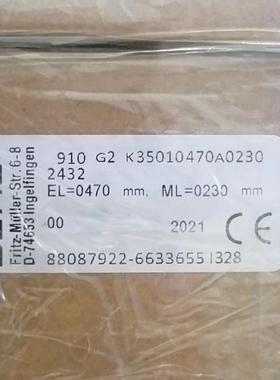 Fritz-Müller-Str. 6-8
D-74653 Ingelfingen
910 G2 K35010470A0230
2432
EL=0470 mm, ML=0230 mm
00 2021 CE
88087922-6633655 1328